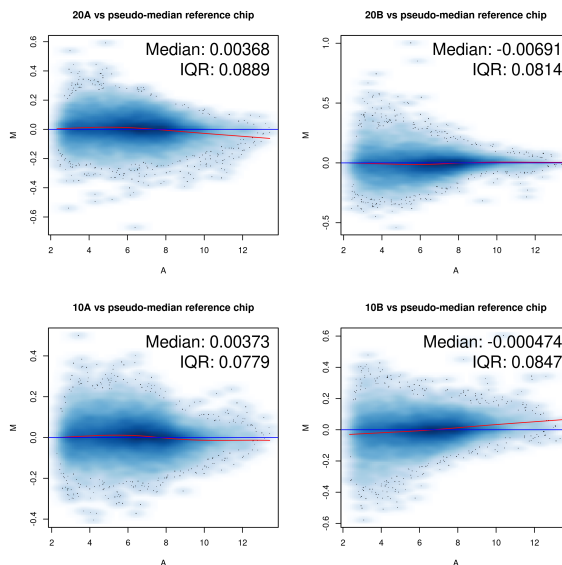 20A vs pseudo-median reference chip
Median: 0.00368
IQR: 0.0889
M
0.6
0.4
0.2
0.0
-0.2
-0.4
-0.6
2 4 6 8 10 12
A
20B vs pseudo-median reference chip
Median: -0.00691
IQR: 0.0814
M
1.0
0.5
0.0
-0.5
2 4 6 8 10 12
A
10A vs pseudo-median reference chip
Median: 0.00373
IQR: 0.0779
M
0.4
0.2
0.0
-0.2
-0.4
2 4 6 8 10 12
A
10B vs pseudo-median reference chip
Median: -0.000474
IQR: 0.0847
M
0.6
0.4
0.2
0.0
-0.2
-0.4
-0.6
2 4 6 8 10 12
A